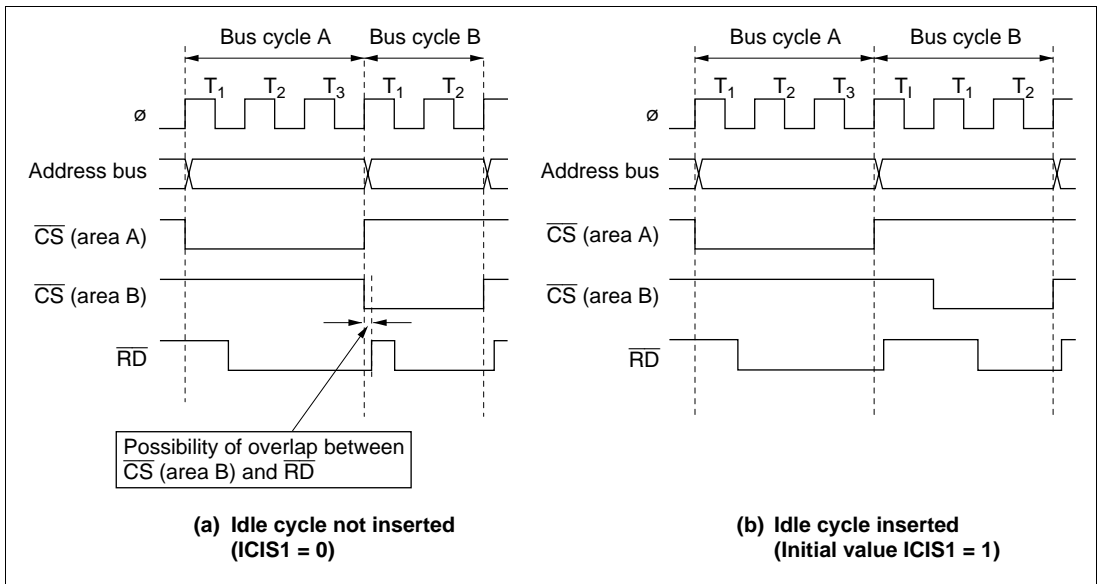 Bus cycle A Bus cycle B
T1 T2 T3 T1 T2
ø
Address bus
CS (area A)
CS (area B)
RD
Possibility of overlap between
CS (area B) and RD
(a) Idle cycle not inserted
(ICIS1 = 0)
Bus cycle A Bus cycle B
T1 T2 T3 TI T1 T2
ø
Address bus
CS (area A)
CS (area B)
RD
(b) Idle cycle inserted
(Initial value ICIS1 = 1)